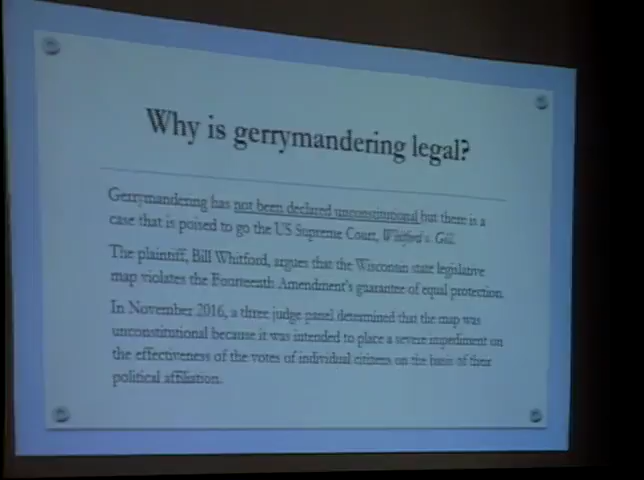 Why is gerrymandering legal?
Gerrymandering has not been declared unconstitutional but there is a
case that is poised to go the US Supreme Court, Whitford v. Gill.
The plaintiff, Bill Whitford, argues that the Wisconsin state legislative
map violates the Fourteenth Amendment's guarantee of equal protection.
In November 2016, a three judge panel determined that the map was
unconstitutional because it was intended to place a severe impediment on
the effectiveness of the votes of individual citizens on the basis of their
political affiliation.